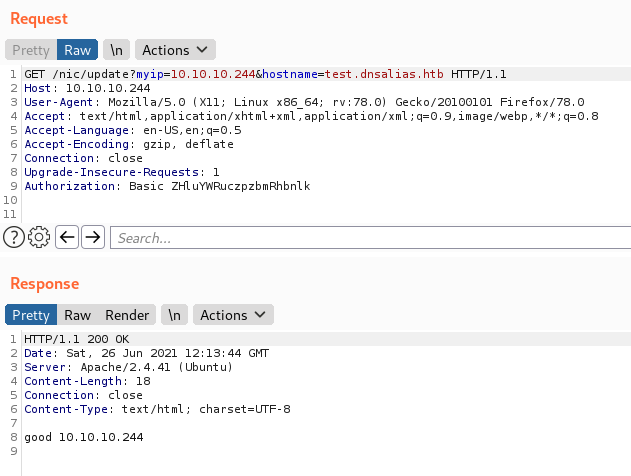 Request
Pretty Raw \n Actions
1 GET /nic/update?myip=10.10.10.244&hostname=test.dnsalias.htb HTTP/1.1
2 Host: 10.10.10.244
3 User-Agent: Mozilla/5.0 (X11; Linux x86_64; rv:78.0) Gecko/20100101 Firefox/78.0
4 Accept: text/html,application/xhtml+xml,application/xml;q=0.9,image/webp,*/*;q=0.8
5 Accept-Language: en-US,en;q=0.5
6 Accept-Encoding: gzip, deflate
7 Connection: close
8 Upgrade-Insecure-Requests: 1
9 Authorization: Basic ZHluYWRuczpzbmRhbnlk
10
11
? Search...
Response
Pretty Raw Render \n Actions
1 HTTP/1.1 200 OK
2 Date: Sat, 26 Jun 2021 12:13:44 GMT
3 Server: Apache/2.4.41 (Ubuntu)
4 Content-Length: 18
5 Connection: close
6 Content-Type: text/html; charset=UTF-8
7
8 good 10.10.10.244
9